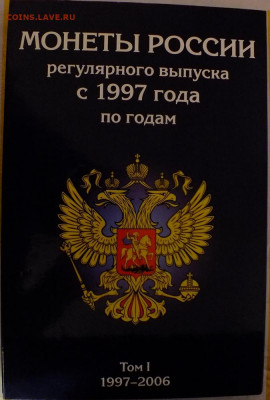 COINS.LAVE.RU
МОНЕТЫ РОССИИ
регулярного выпуска
с 1997 года
по годам
Том I
1997–2006